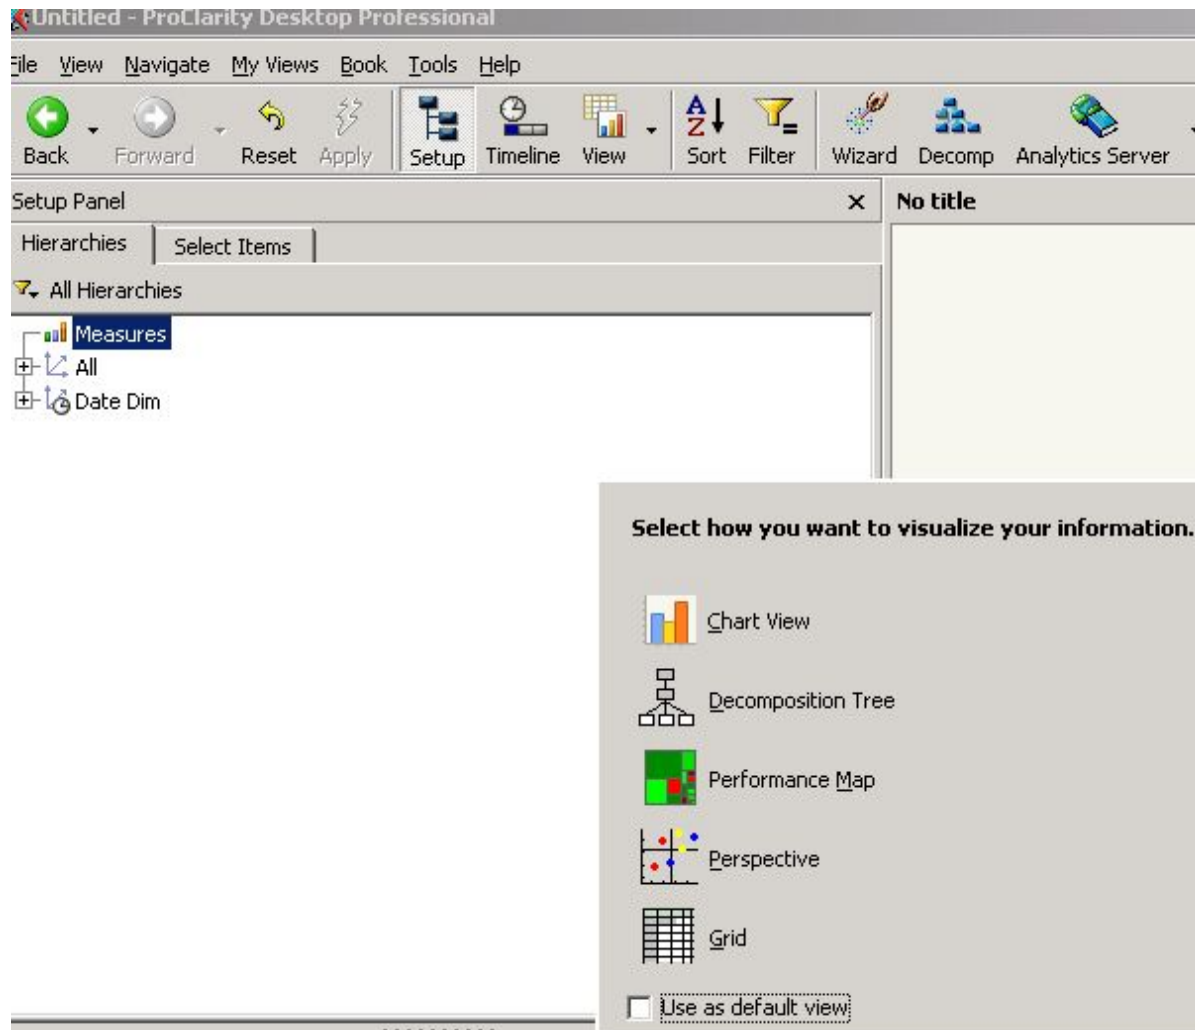 Untitled - ProClarity Desktop Professional
File View Navigate My Views Book Tools Help
Back Forward Reset Apply Setup Timeline View Sort Filter Wizard Decomp Analytics Server
Setup Panel
No title
Hierarchies Select Items
All Hierarchies
Measures
All
Date Dim
Select how you want to visualize your information.
Chart View
Decomposition Tree
Performance Map
Perspective
Grid
Use as default view